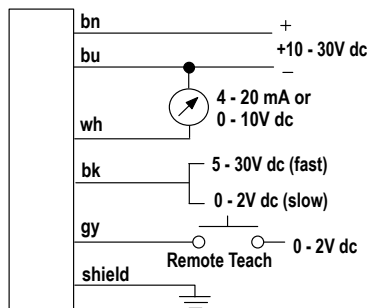 bn
+
+10 - 30V dc
bu
–
4 - 20 mA or
0 - 10V dc
wh
5 - 30V dc (fast)
bk
0 - 2V dc (slow)
gy
0 - 2V dc
Remote Teach
shield